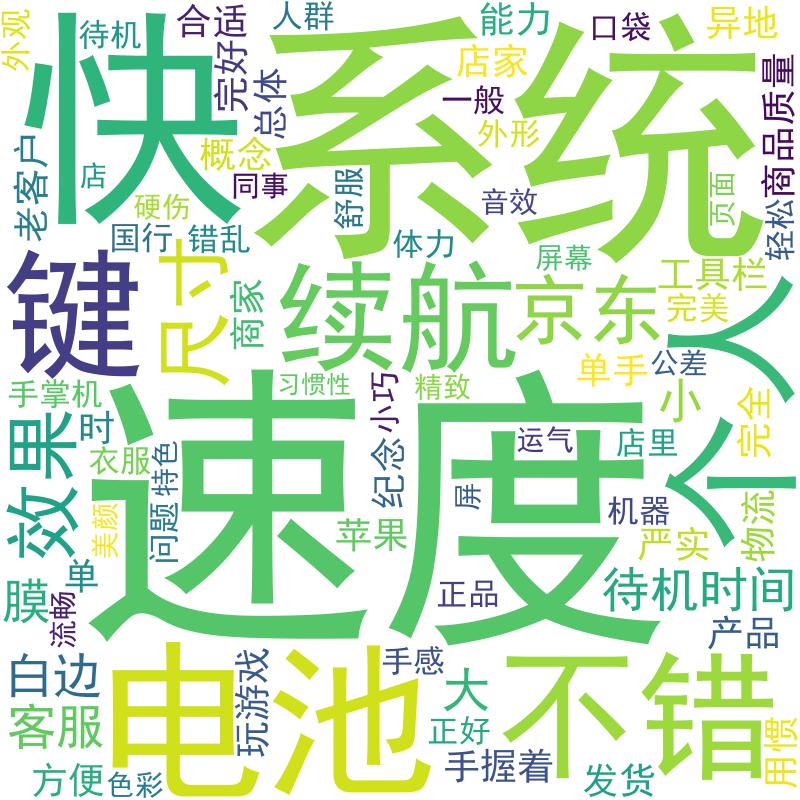 外观
待机
合适
人群
能力
口袋
异地
快
系统
完好
总体
店家
一般
外形
商品质量
老客户
店
概念
同事
硬伤
舒服
音效
页面
轻松
国行
错乱
体力
屏幕
键
尺寸
商家
续航
京东
工具栏
完美
个人
手掌机
习惯性
小巧
精致
单手
公差
小
完全
效果
吋
衣服
特色
速度
纪念
苹果
运气
屏
店里
机器
严实
物流
美颜
问题
膜
单
流畅
正品
待机时间
产品
白边
电池
玩游戏
手感
不错
客服
大
正好
手握着
方便
色彩
发货
用惯